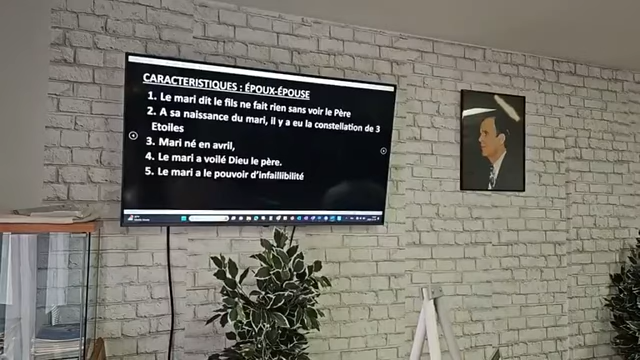 CARACTERISTIQUES : ÉPOUX-ÉPOUSE
1. Le mari dit le fils ne fait rien sans voir le Père
2. A sa naissance du mari, il y a eu la constellation de 3
Etoiles
3. Mari né en avril,
4. Le mari a voilé Dieu le père.
5. Le mari a le pouvoir d'infaillibilité